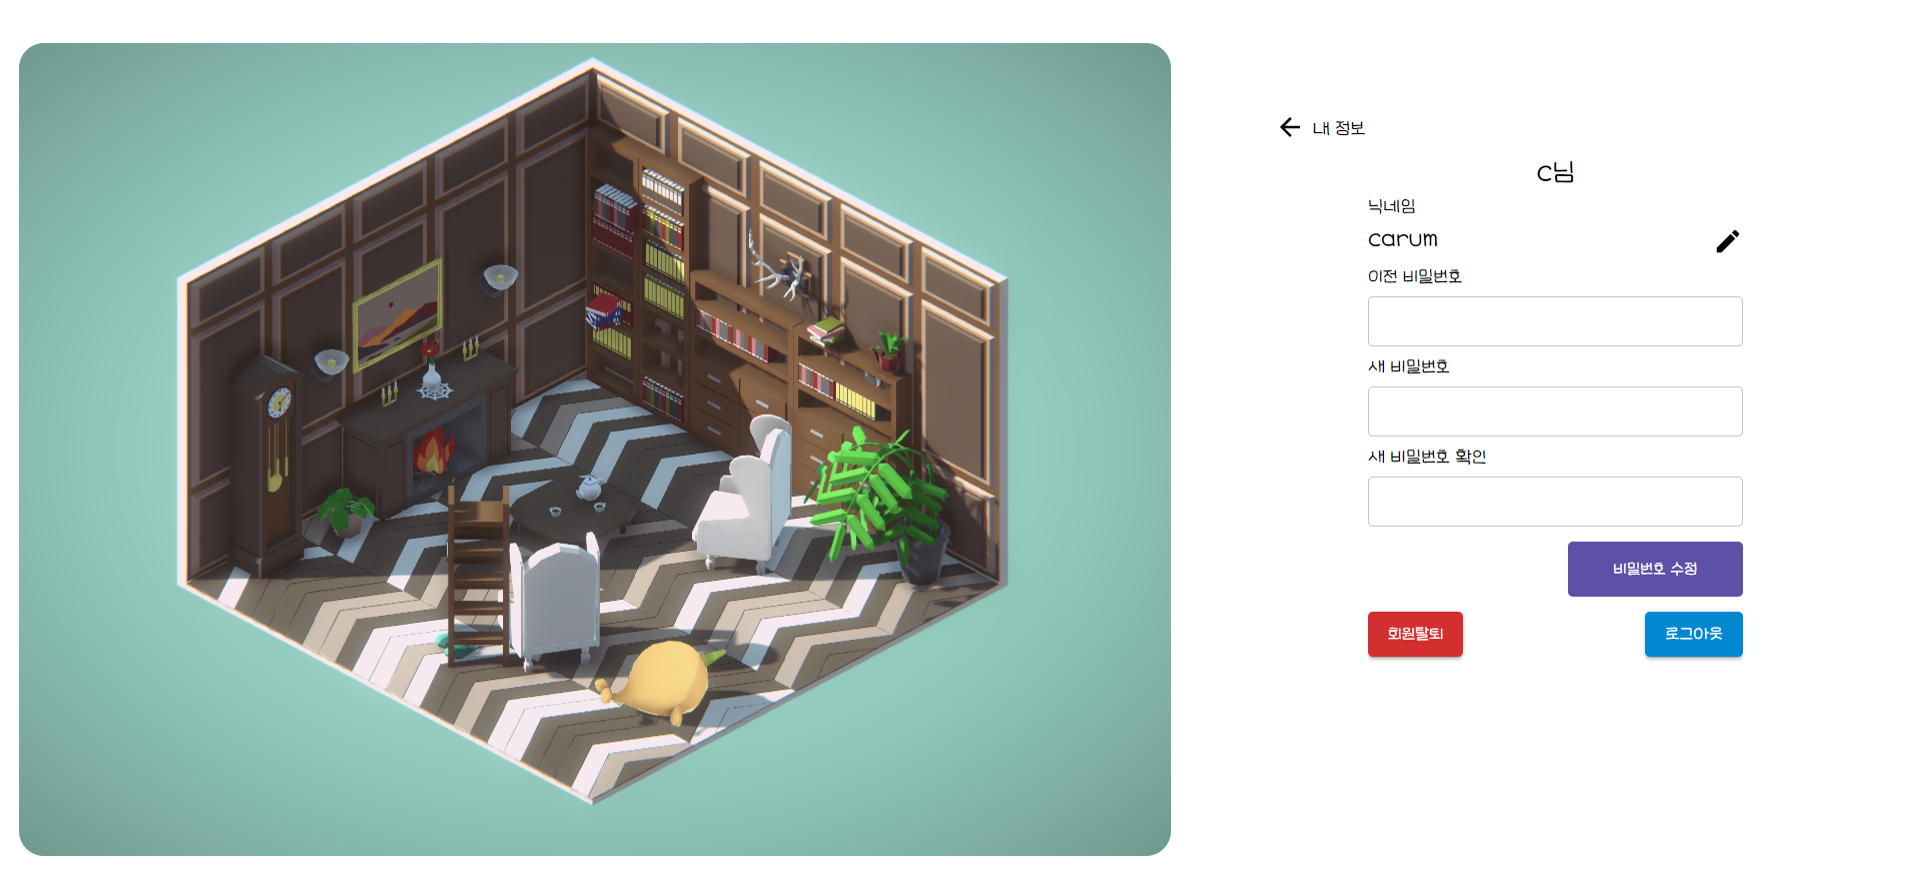 내 정보
c님
닉네임
carum
이전 비밀번호
새 비밀번호
새 비밀번호 확인
비밀번호 수정
회원탈퇴
로그아웃